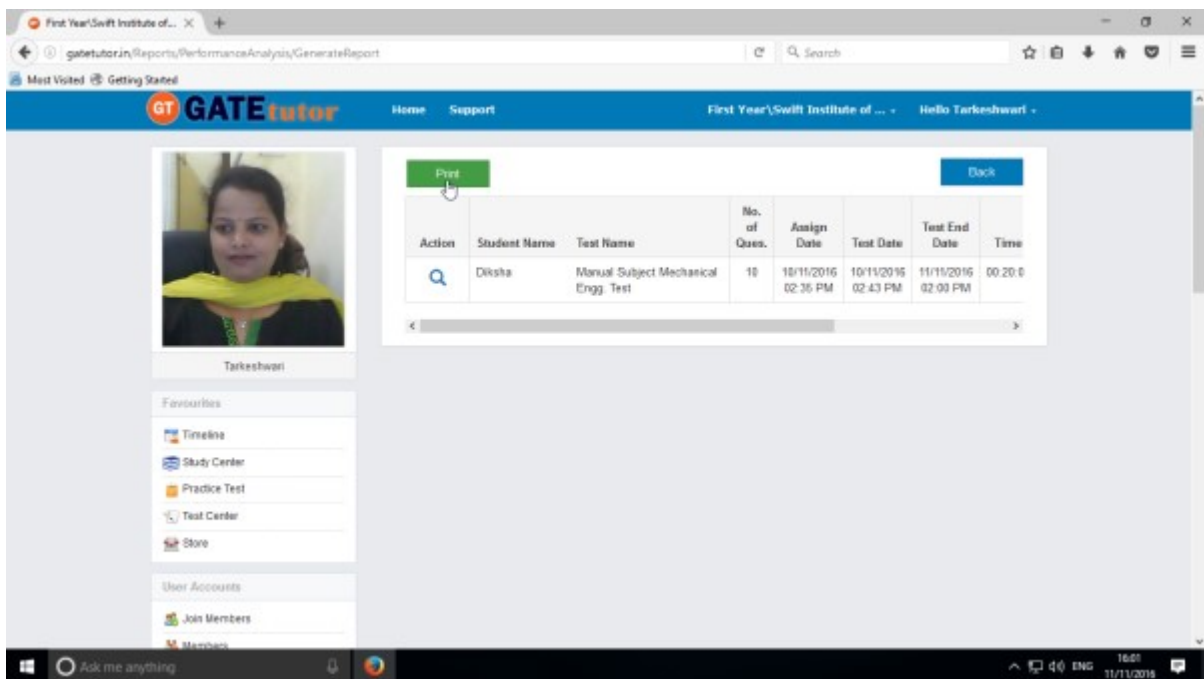 First Year\Swift Institute of...
gatetutor.in/Reports/PerformanceAnalysis/GenerateReport
Search
Most Visited Getting Started
GT GATEtutor
Home Support First Year\Swift Institute of ... Hello Tarkeshwari
Print Back
Action Student Name Test Name No. of Ques. Assign Date Test Date Test End Date Time
Diksha Manual Subject Mechanical Engg. Test 10 10/11/2016 02:35 PM 10/11/2016 02:43 PM 11/11/2016 02:00 PM 00:20:0
Tarkeshwari
Favourites
Timeline
Study Center
Practice Test
Test Center
Store
User Accounts
Join Members
Members
Ask me anything ENG 16:01
11/11/2016